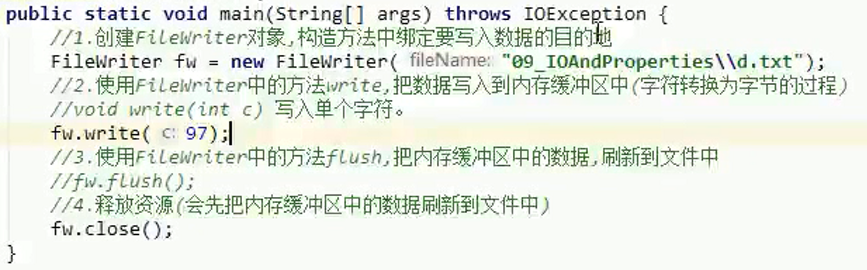 public static void main(String[] args) throws IOException {
//1.创建FileWriter对象,构造方法中绑定要写入数据的目的地
FileWriter fw = new FileWriter( fileName: "09_IOAndProperties\\d.txt");
//2.使用FileWriter中的方法write,把数据写入到内存缓冲区中(字符转换为字节的过程)
//void write(int c) 写入单个字符。
fw.write( c: 97);
//3.使用FileWriter中的方法flush,把内存缓冲区中的数据,刷新到文件中
//fw.flush();
//4.释放资源(会先把内存缓冲区中的数据刷新到文件中)
fw.close();
}